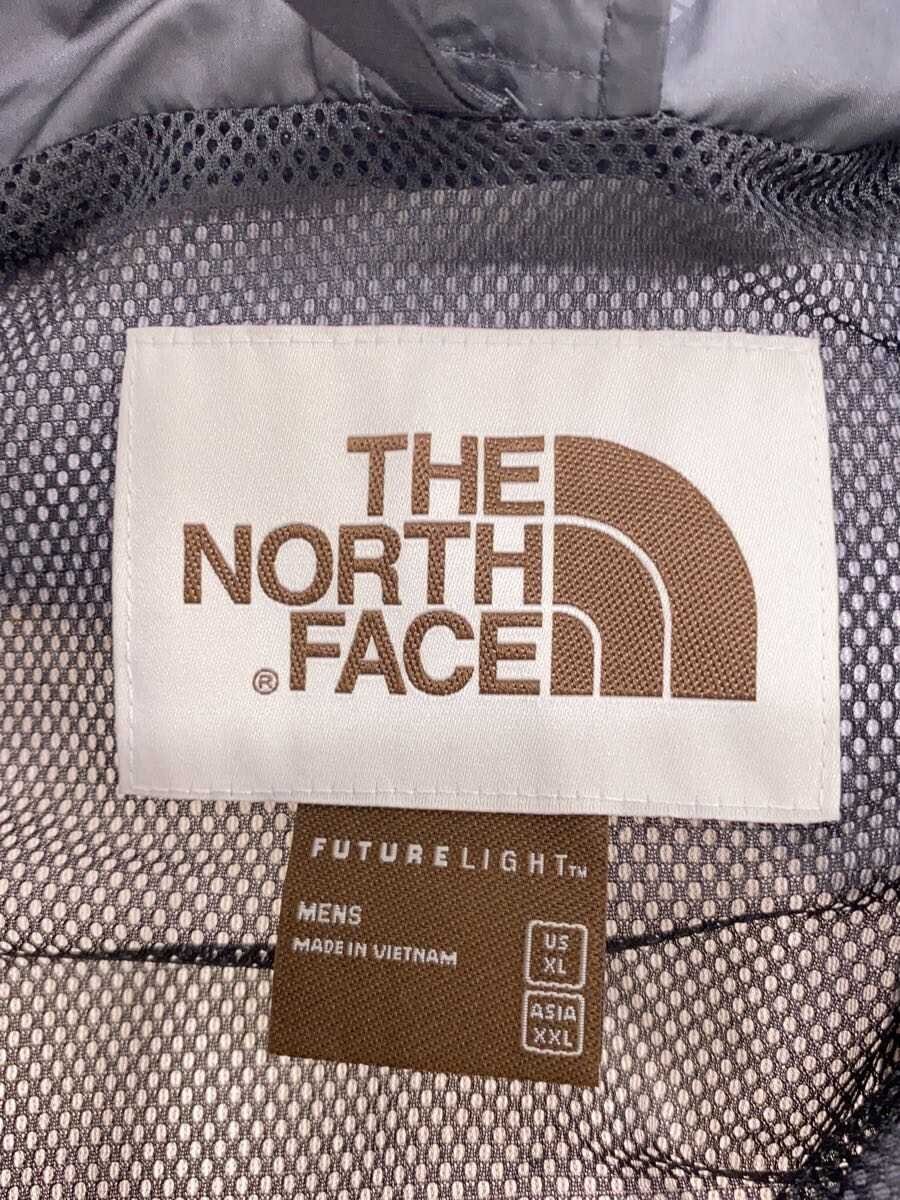 THE
NORTH
FACE
®
FUTURELIGHT™
MENS
MADE IN VIETNAM
US
XL
ASIA
XXL